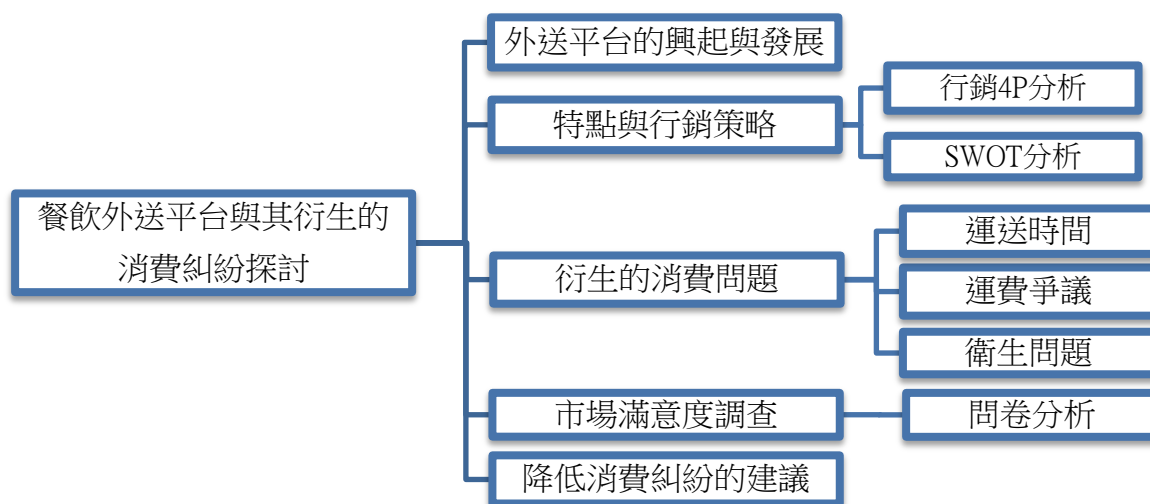 外送平台的興起與發展
特點與行銷策略
行銷4P分析
SWOT分析
餐飲外送平台與其衍生的
消費糾紛探討
衍生的消費問題
運送時間
運費爭議
衛生問題
市場滿意度調查
問卷分析
降低消費糾紛的建議